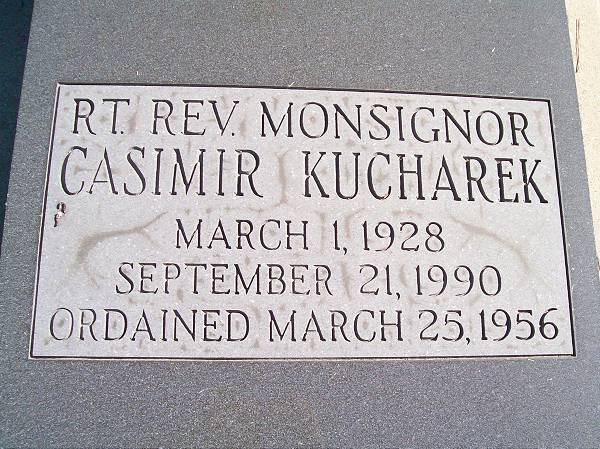 RT. REV. MONSIGNOR
CASIMIR KUCHAREK
MARCH 1, 1928
SEPTEMBER 21, 1990
ORDAINED MARCH 25, 1956